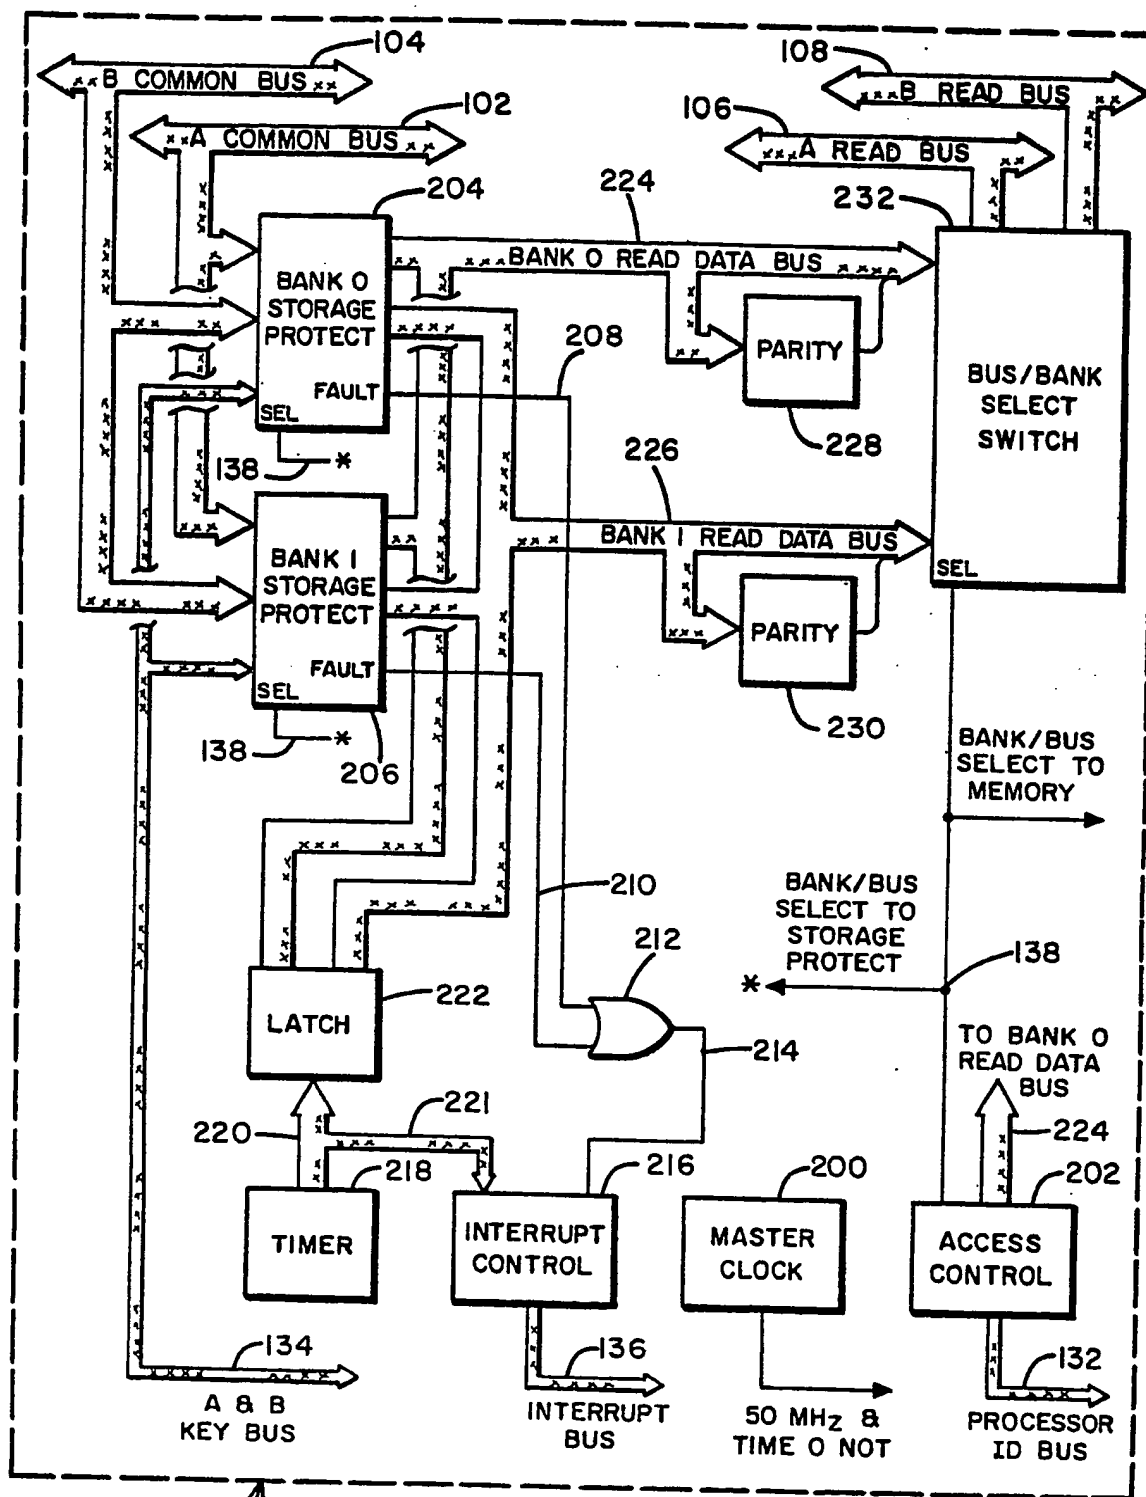 104
B COMMON BUS
102
A COMMON BUS
108
B READ BUS
106
A READ BUS
204
224
232
BANK 0
STORAGE
PROTECT
FAULT
SEL
138
*
BANK 0 READ DATA BUS
208
PARITY
228
BUS/BANK
SELECT
SWITCH
SEL
226
BANK 1 READ DATA BUS
PARITY
230
BANK 1
STORAGE
PROTECT
FAULT
SEL
138
*
206
BANK/BUS
SELECT TO
MEMORY
210
BANK/BUS
SELECT TO
STORAGE
PROTECT
*
138
212
214
LATCH
222
TO BANK 0
READ DATA
BUS
224
220
221
218
TIMER
216
INTERRUPT
CONTROL
200
MASTER
CLOCK
202
ACCESS
CONTROL
134
A & B
KEY BUS
136
INTERRUPT
BUS
50 MHz &
TIME 0 NOT
132
PROCESSOR
ID BUS